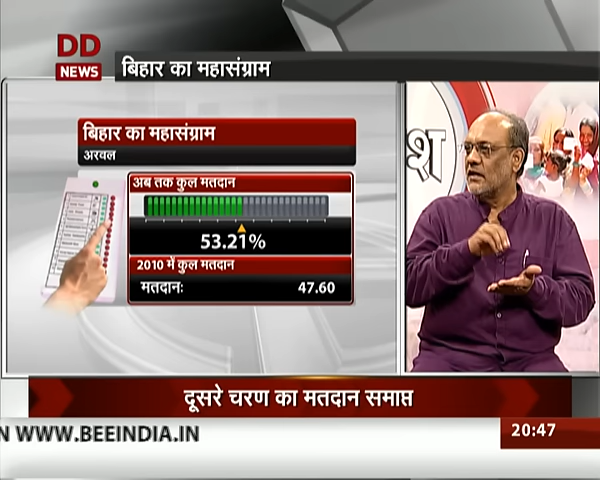 DD
NEWS
बिहार का महासंग्राम
बिहार का महासंग्राम
अरवल
अब तक कुल मतदान
53.21%
2010 में कुल मतदान
मतदान: 47.60
दूसरे चरण का मतदान समाप्त
N WWW.BEEINDIA.IN
20:47